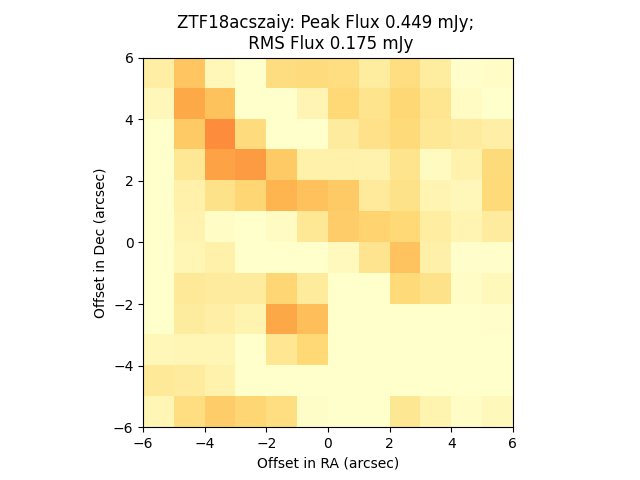 ZTF18acszaiy: Peak Flux 0.449 mJy;
RMS Flux 0.175 mJy
6
4
2
0
−2
−4
−6
Offset in Dec (arcsec)
−6 −4 −2 0 2 4 6
Offset in RA (arcsec)